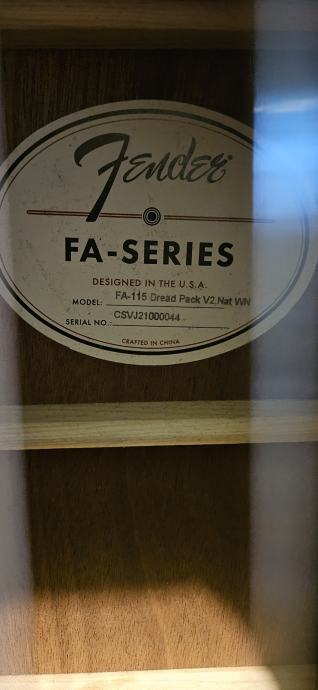 Fender
FA-SERIES
DESIGNED IN THE U.S.A.
MODEL: FA-115 Dread Pack V2 Nat WN
SERIAL NO.: CSVJ21000044
CRAFTED IN CHINA